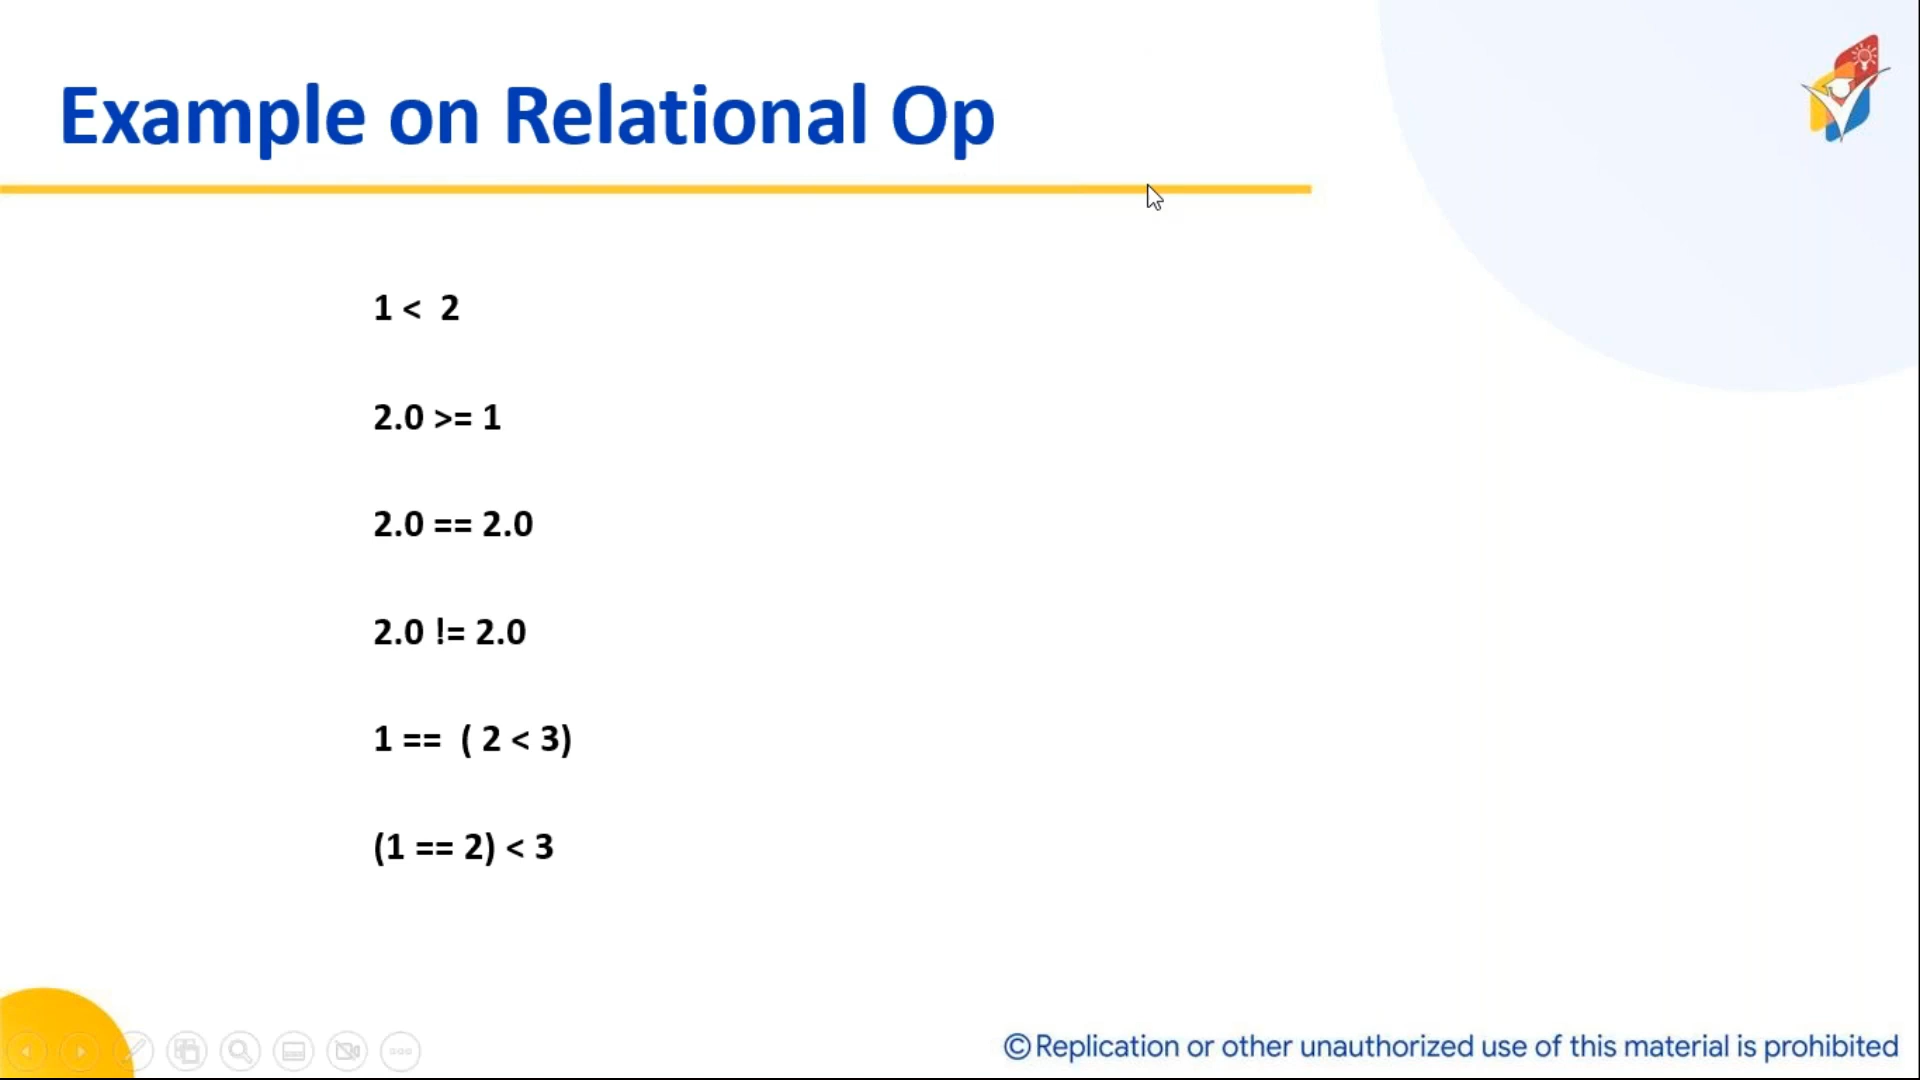 Example on Relational Op
1 <  2
2.0 >= 1
2.0 == 2.0
2.0 != 2.0
1 ==  ( 2 < 3)
(1 == 2) < 3
©Replication or other unauthorized use of this material is prohibited